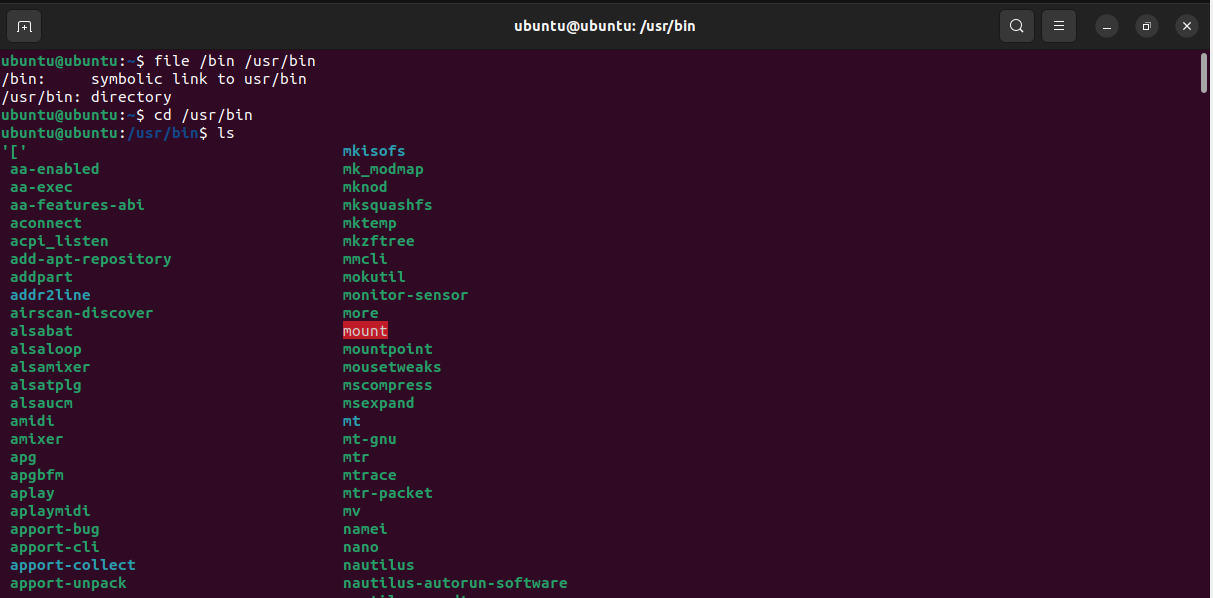 ubuntu@ubuntu: /usr/bin
ubuntu@ubuntu:~$ file /bin /usr/bin
/bin:     symbolic link to usr/bin
/usr/bin: directory
ubuntu@ubuntu:~$ cd /usr/bin
ubuntu@ubuntu:/usr/bin$ ls
'[' mkisofs
aa-enabled mk_modmap
aa-exec mknod
aa-features-abi mksquashfs
aconnect mktemp
acpi_listen mkzftree
add-apt-repository mmcli
addpart mokutil
addr2line monitor-sensor
airscan-discover more
alsabat mount
alsaloop mountpoint
alsamixer mousetweaks
alsatplg mscompress
alsaucm msexpand
amidi mt
amixer mt-gnu
apg mtr
apgbfm mtrace
aplay mtr-packet
aplaymidi mv
apport-bug namei
apport-cli nano
apport-collect nautilus
apport-unpack nautilus-autorun-software